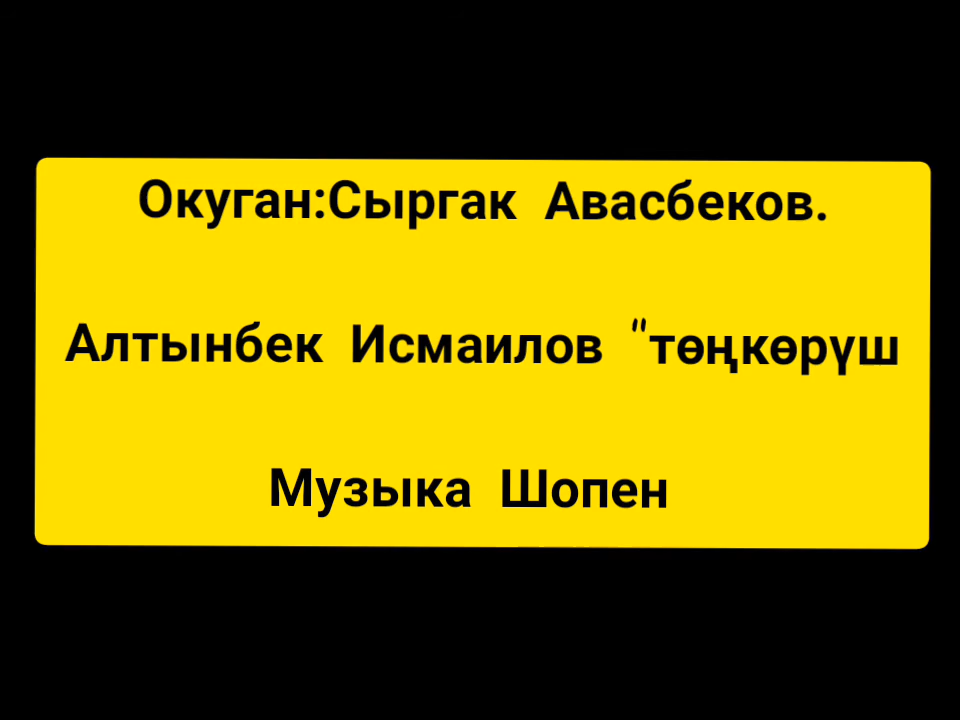 Окуган:Сыргак Авасбеков.
Алтынбек Исмаилов "төңкөрүш
Музыка Шопен